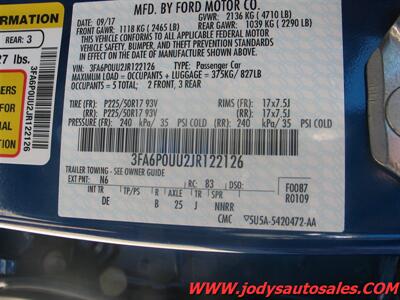 MFD. BY FORD MOTOR CO.
DATE: 09/17 GVWR: 2136 KG (4710 LB)
FRONT GAWR: 1118 KG (2465 LB) REAR GAWR: 1039 KG (2290 LB)
THIS VEHICLE CONFORMS TO ALL APPLICABLE FEDERAL MOTOR
VEHICLE SAFETY, BUMPER, AND THEFT PREVENTION STANDARDS IN
EFFECT ON THE DATE OF MANUFACTURE SHOWN ABOVE.
VIN: 3FA6P0UU2JR122126 TYPE: Passenger Car
MAXIMUM LOAD = OCCUPANTS + LUGGAGE = 375KG/827LB
OCCUPANTS = 5 TOTAL: 2 FRONT, 3 REAR
TIRE (FR): P225/50R17 93V RIMS (FR): 17x7.5J
TIRE (RR): P225/50R17 93V RIMS (RR): 17x7.5J
PRESSURE (FR): 240 kPa/ 35 PSI COLD (RR): 240 kPa/ 35 PSI COLD
3FA6P0UU2JR122126
TRAILER TOWING - SEE OWNER GUIDE
EXT PNT: N6 RC: 83 DSO: F0087
INT TR TP/PS R AXLE TR SPR R0109
DE B 25 J NNRR
CMC 5U5A-5420472-AA
REAR: 3
27 lbs.
3FA6P0UU2JR122126
www.jodysautosales.com